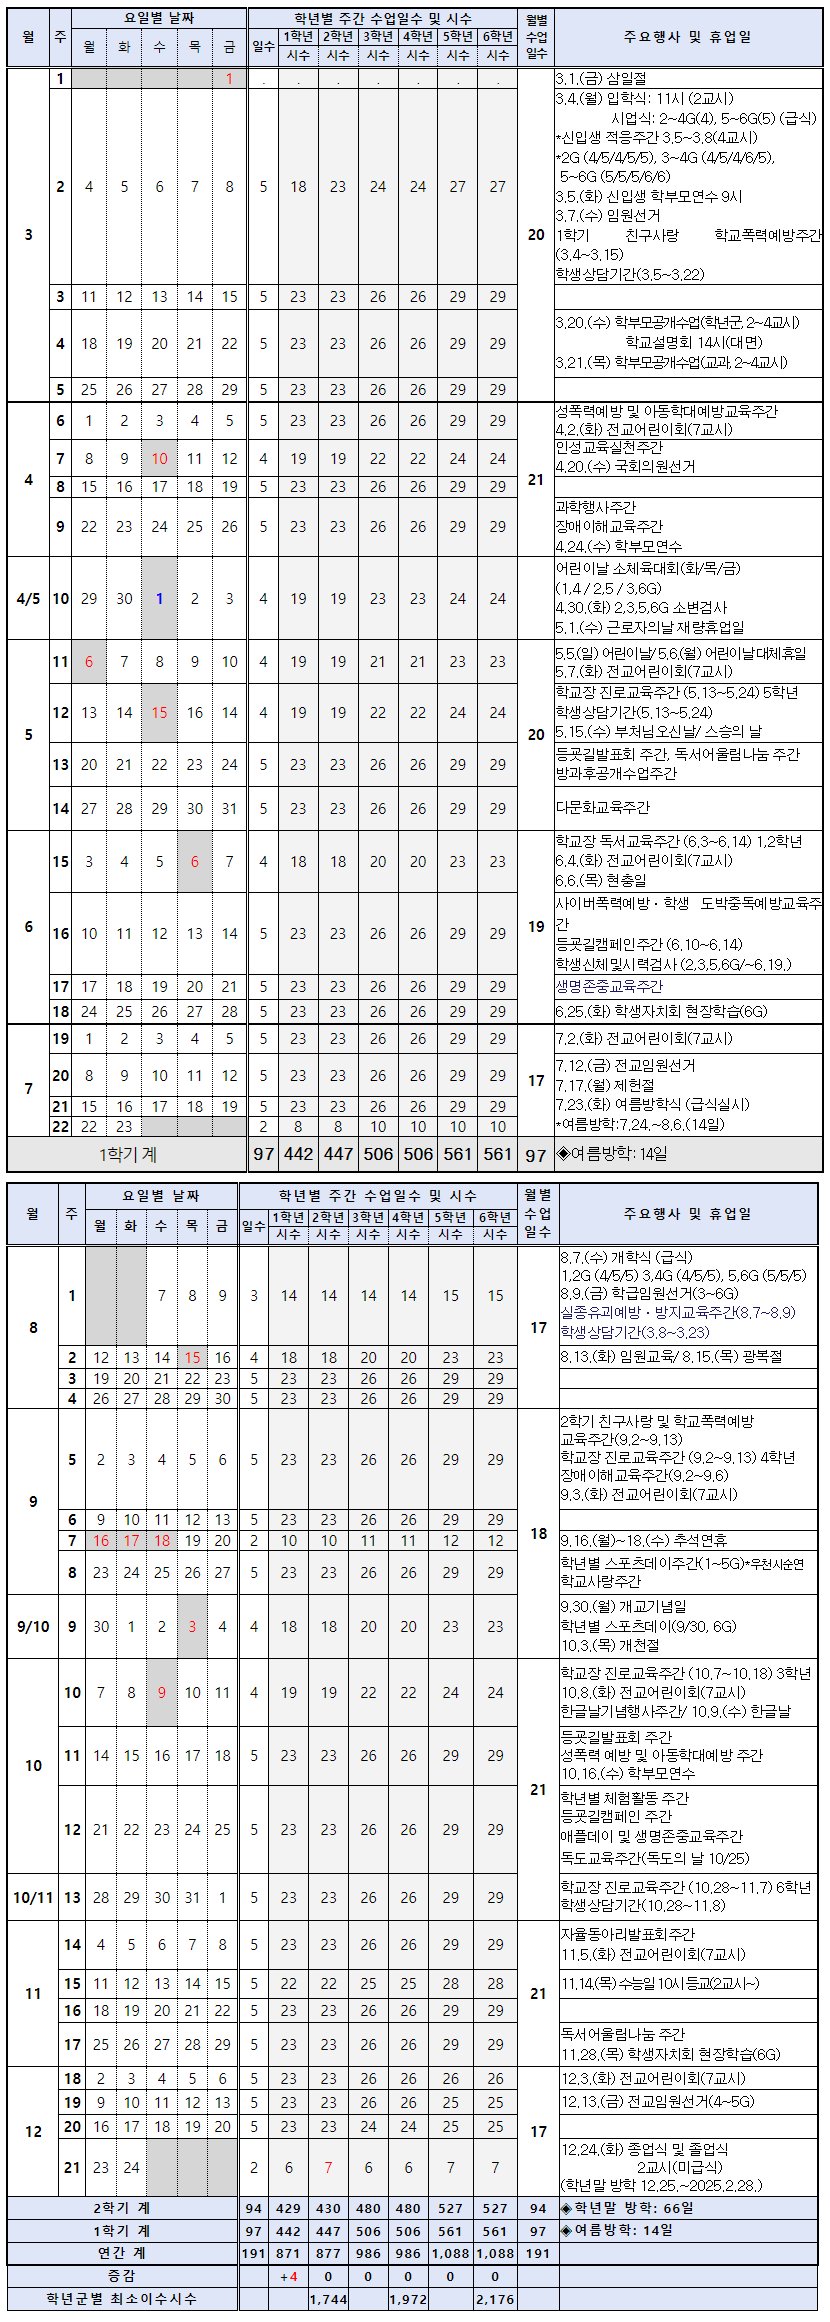 월 주 요일별 날짜 학년별 주간 수업일수 및 시수 월별 수업 일수 주요행사 및 휴업일
월 화 수 목 금 일수 1학년 2학년 3학년 4학년 5학년 6학년
시수 시수 시수 시수 시수 시수
3 1 1 . . . . . . . 20 3.1.(금) 삼일절
2 4 5 6 7 8 5 18 23 24 24 27 27 3.4.(월) 입학식: 11시 (2교시)
시업식: 2~4G(4), 5~6G(5) (급식)
*신입생 적응주간 3.5~3.8(4교시)
*2G (4/5/4/5/5), 3~4G (4/5/4/6/5),
5~6G (5/5/5/6/6)
3.5.(화) 신입생 학부모연수 9시
3.7.(수) 임원선거
1학기 친구사랑 학교폭력예방주간
(3.4~3.15)
학생상담기간(3.5~3.22)
3 11 12 13 14 15 5 23 23 26 26 29 29
4 18 19 20 21 22 5 23 23 26 26 29 29 3.20.(수) 학부모공개수업(학년군, 2~4교시)
학교설명회 14시(대면)
3.21.(목) 학부모공개수업(교과, 2~4교시)
5 25 26 27 28 29 5 23 23 26 26 29 29
4 6 1 2 3 4 5 5 23 23 26 26 29 29 21 성폭력예방 및 아동학대예방교육주간
4.2.(화) 전교어린이회(7교시)
7 8 9 10 11 12 4 19 19 22 22 24 24 인성교육실천주간
4.20.(수) 국회의원선거
8 15 16 17 18 19 5 23 23 26 26 29 29
9 22 23 24 25 26 5 23 23 26 26 29 29 과학행사주간
장애이해교육주간
4.24.(수) 학부모연수
4/5 10 29 30 1 2 3 4 19 19 23 23 24 24 어린이날 소체육대회(화/목/금)
(1,4 / 2,5 / 3,6G)
4.30.(화) 2,3,5,6G 소변검사
5.1.(수) 근로자의날 재량휴업일
5 11 6 7 8 9 10 4 19 19 21 21 23 23 20 5.5.(일) 어린이날/ 5.6.(월) 어린이날 대체휴일
5.7.(화) 전교어린이회(7교시)
12 13 14 15 16 14 4 19 19 22 22 24 24 학교장 진로교육주간 (5.13~5.24) 5학년
학생상담기간(5.13~5.24)
5.15.(수) 부처님오신날/ 스승의 날
13 20 21 22 23 24 5 23 23 26 26 29 29 등굣길발표회 주간, 독서어울림나눔 주간
방과후공개수업주간
14 27 28 29 30 31 5 23 23 26 26 29 29 다문화교육주간
6 15 3 4 5 6 7 4 18 18 20 20 23 23 19 학교장 독서교육주간 (6.3~6.14) 1,2학년
6.4.(화) 전교어린이회(7교시)
6.6.(목) 현충일
16 10 11 12 13 14 5 23 23 26 26 29 29 사이버폭력예방·학생 도박중독예방교육주
간
등굣길캠페인주간 (6.10~6.14)
학생신체및시력검사 (2,3,5,6G/~6.19.)
17 17 18 19 20 21 5 23 23 26 26 29 29 생명존중교육주간
18 24 25 26 27 28 5 23 23 26 26 29 29 6.25.(화) 학생자치회 현장학습(6G)
7 19 1 2 3 4 5 5 23 23 26 26 29 29 17 7.2.(화) 전교어린이회(7교시)
20 8 9 10 11 12 5 23 23 26 26 29 29 7.12.(금) 전교임원선거
7.17.(월) 제헌절
21 15 16 17 18 19 5 23 23 26 26 29 29 7.23.(화) 여름방학식 (급식실시)
22 22 23 2 8 8 10 10 10 10 *여름방학:7.24.~8.6.(14일)
1학기 계 97 442 447 506 506 561 561 97 ◈여름방학: 14일
월 주 요일별 날짜 학년별 주간 수업일수 및 시수 월별 수업 일수 주요행사 및 휴업일
월 화 수 목 금 일수 1학년 2학년 3학년 4학년 5학년 6학년
시수 시수 시수 시수 시수 시수
8 1 7 8 9 3 14 14 14 14 15 15 17 8.7.(수) 개학식 (급식)
1,2G (4/5/5) 3,4G (4/5/5), 5,6G (5/5/5)
8.9.(금) 학급임원선거(3~6G)
실종유괴예방·방지교육주간(8.7~8.9)
학생상담기간(3.8~3.23)
2 12 13 14 15 16 4 18 18 20 20 23 23 8.13.(화) 임원교육/ 8.15.(목) 광복절
3 19 20 21 22 23 5 23 23 26 26 29 29
4 26 27 28 29 30 5 23 23 26 26 29 29
9 5 2 3 4 5 6 5 23 23 26 26 29 29 18 2학기 친구사랑 및 학교폭력예방
교육주간(9.2~9.13)
학교장 진로교육주간 (9.2~9.13) 4학년
장애이해교육주간(9.2~9.6)
9.3.(화) 전교어린이회(7교시)
6 9 10 11 12 13 5 23 23 26 26 29 29
7 16 17 18 19 20 2 10 10 11 11 12 12 9.16.(월)~18.(수) 추석연휴
8 23 24 25 26 27 5 23 23 26 26 29 29 학년별 스포츠데이주간(1~5G)*우천시순연
학교사랑주간
9/10 9 30 1 2 3 4 4 18 18 20 20 23 23 9.30.(월) 개교기념일
학년별 스포츠데이(9/30, 6G)
10.3.(목) 개천절
10 10 7 8 9 10 11 4 19 19 22 22 24 24 21 학교장 진로교육주간 (10.7~10.18) 3학년
10.8.(화) 전교어린이회(7교시)
한글날기념행사주간/ 10.9.(수) 한글날
11 14 15 16 17 18 5 23 23 26 26 29 29 등굣길발표회 주간
성폭력 예방 및 아동학대예방 주간
10.16.(수) 학부모연수
12 21 22 23 24 25 5 23 23 26 26 29 29 학년별 체험활동 주간
등굣길캠페인 주간
애플데이 및 생명존중교육주간
독도교육주간(독도의 날 10/25)
10/11 13 28 29 30 31 1 5 23 23 26 26 29 29 학교장 진로교육주간 (10.28~11.7) 6학년
학생상담기간(10.28~11.8)
11 14 4 5 6 7 8 5 23 23 26 26 29 29 21 자율동아리발표회주간
11.5.(화) 전교어린이회(7교시)
15 11 12 13 14 15 5 22 22 25 25 28 28 11.14.(목) 수능일 10시 등교(2교시~)
16 18 19 20 21 22 5 23 23 26 26 29 29
17 25 26 27 28 29 5 23 23 26 26 29 29 독서어울림나눔 주간
11.28.(목) 학생자치회 현장학습(6G)
12 18 2 3 4 5 6 5 23 23 26 26 26 26 17 12.3.(화) 전교어린이회(7교시)
19 9 10 11 12 13 5 23 23 26 26 25 25 12.13.(금) 전교임원선거(4~5G)
20 16 17 18 19 20 5 23 23 24 24 25 25
21 23 24 2 6 7 6 6 7 7 12.24.(화) 종업식 및 졸업식
2교시(미급식)
(학년말 방학 12.25.~2025.2.28.)
2학기 계 94 429 430 480 480 527 527 94 ◈학년말 방학: 66일
1학기 계 97 442 447 506 506 561 561 97 ◈여름방학: 14일
연간 계 191 871 877 986 986 1,088 1,088 191
증감 +4 0 0 0 0 0
학년군별 최소이수시수 1,744 1,972 2,176